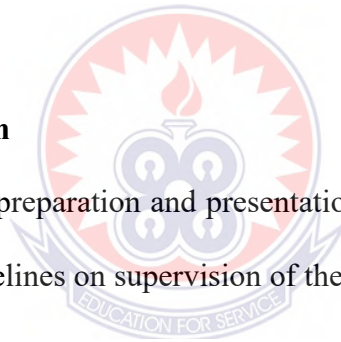 n
preparation and presentatio
elines on supervision of the
EDUCATION FOR SERVICE